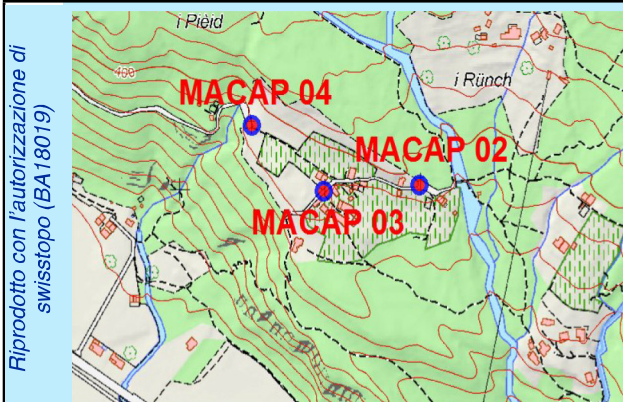 Riprodotto con l'autorizzazione di
swisstopo (BA18019)
i Pièid
400
i Rünch
MACAP 04
MACAP 02
MACAP 03